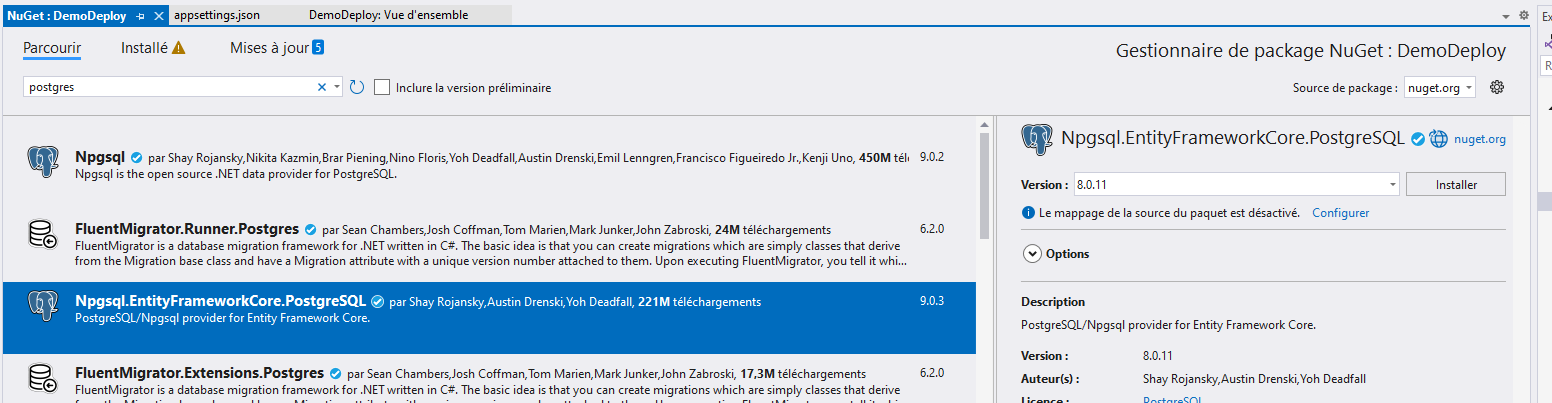 NuGet : DemoDeploy
appsettings.json
DemoDeploy: Vue d'ensemble
Parcourir
Installé
Mises à jour 5
Gestionnaire de package NuGet : DemoDeploy
postgres
Inclure la version préliminaire
Source de package : nuget.org
Npgsql par Shay Rojansky,Nikita Kazmin,Brar Piening,Nino Floris,Yoh Deadfall,Austin Drenski,Emil Lenngren,Francisco Figueiredo Jr.,Kenji Uno, 450M télé 9.0.2
Npgsql is the open source .NET data provider for PostgreSQL.
FluentMigrator.Runner.Postgres par Sean Chambers,Josh Coffman,Tom Marien,Mark Junker,John Zabroski, 24M téléchargements 6.2.0
FluentMigrator is a database migration framework for .NET written in C#. The basic idea is that you can create migrations which are simply classes that derive
from the Migration base class and have a Migration attribute with a unique version number attached to them. Upon executing FluentMigrator, you tell it whi...
Npgsql.EntityFrameworkCore.PostgreSQL par Shay Rojansky,Austin Drenski,Yoh Deadfall, 221M téléchargements 9.0.3
PostgreSQL/Npgsql provider for Entity Framework Core.
FluentMigrator.Extensions.Postgres par Sean Chambers,Josh Coffman,Tom Marien,Mark Junker,John Zabroski, 17,3M téléchargements 6.2.0
FluentMigrator is a database migration framework for .NET written in C#. The basic idea is that you can create migrations which are simply classes that derive
Npgsql.EntityFrameworkCore.PostgreSQL nuget.org
Version : 8.0.11 Installer
Le mappage de la source du paquet est désactivé. Configurer
Options
Description
PostgreSQL/Npgsql provider for Entity Framework Core.
Version : 8.0.11
Auteur(s) : Shay Rojansky,Austin Drenski,Yoh Deadfall
Licence : PostgreSQL
Ex